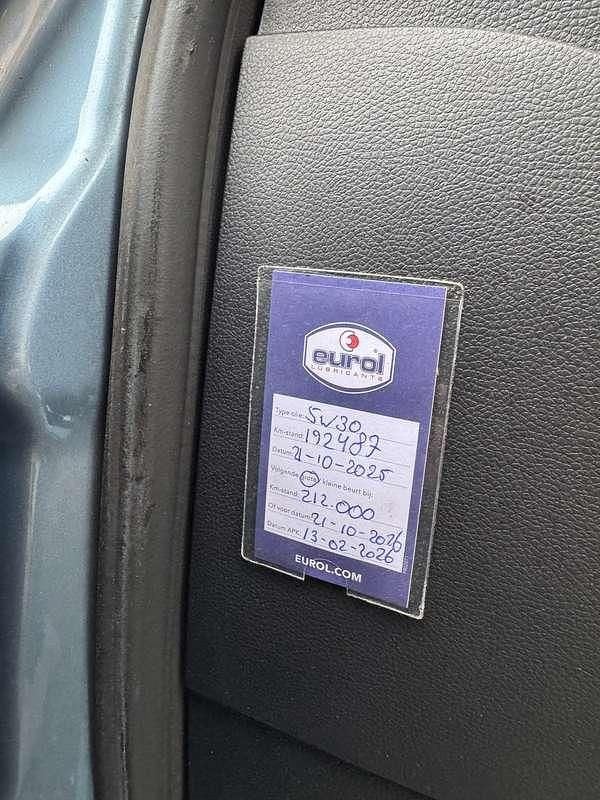 eurol
®
LUBRICANTS
Type olie: 5w30
Km-stand: 192487
Datum: 21-10-2025
Volgende grote/kleine beurt bij:
Km-stand: 212.000
Of voor datum: 21-10-2026
Datum APK: 13-02-2026
EUROL.COM